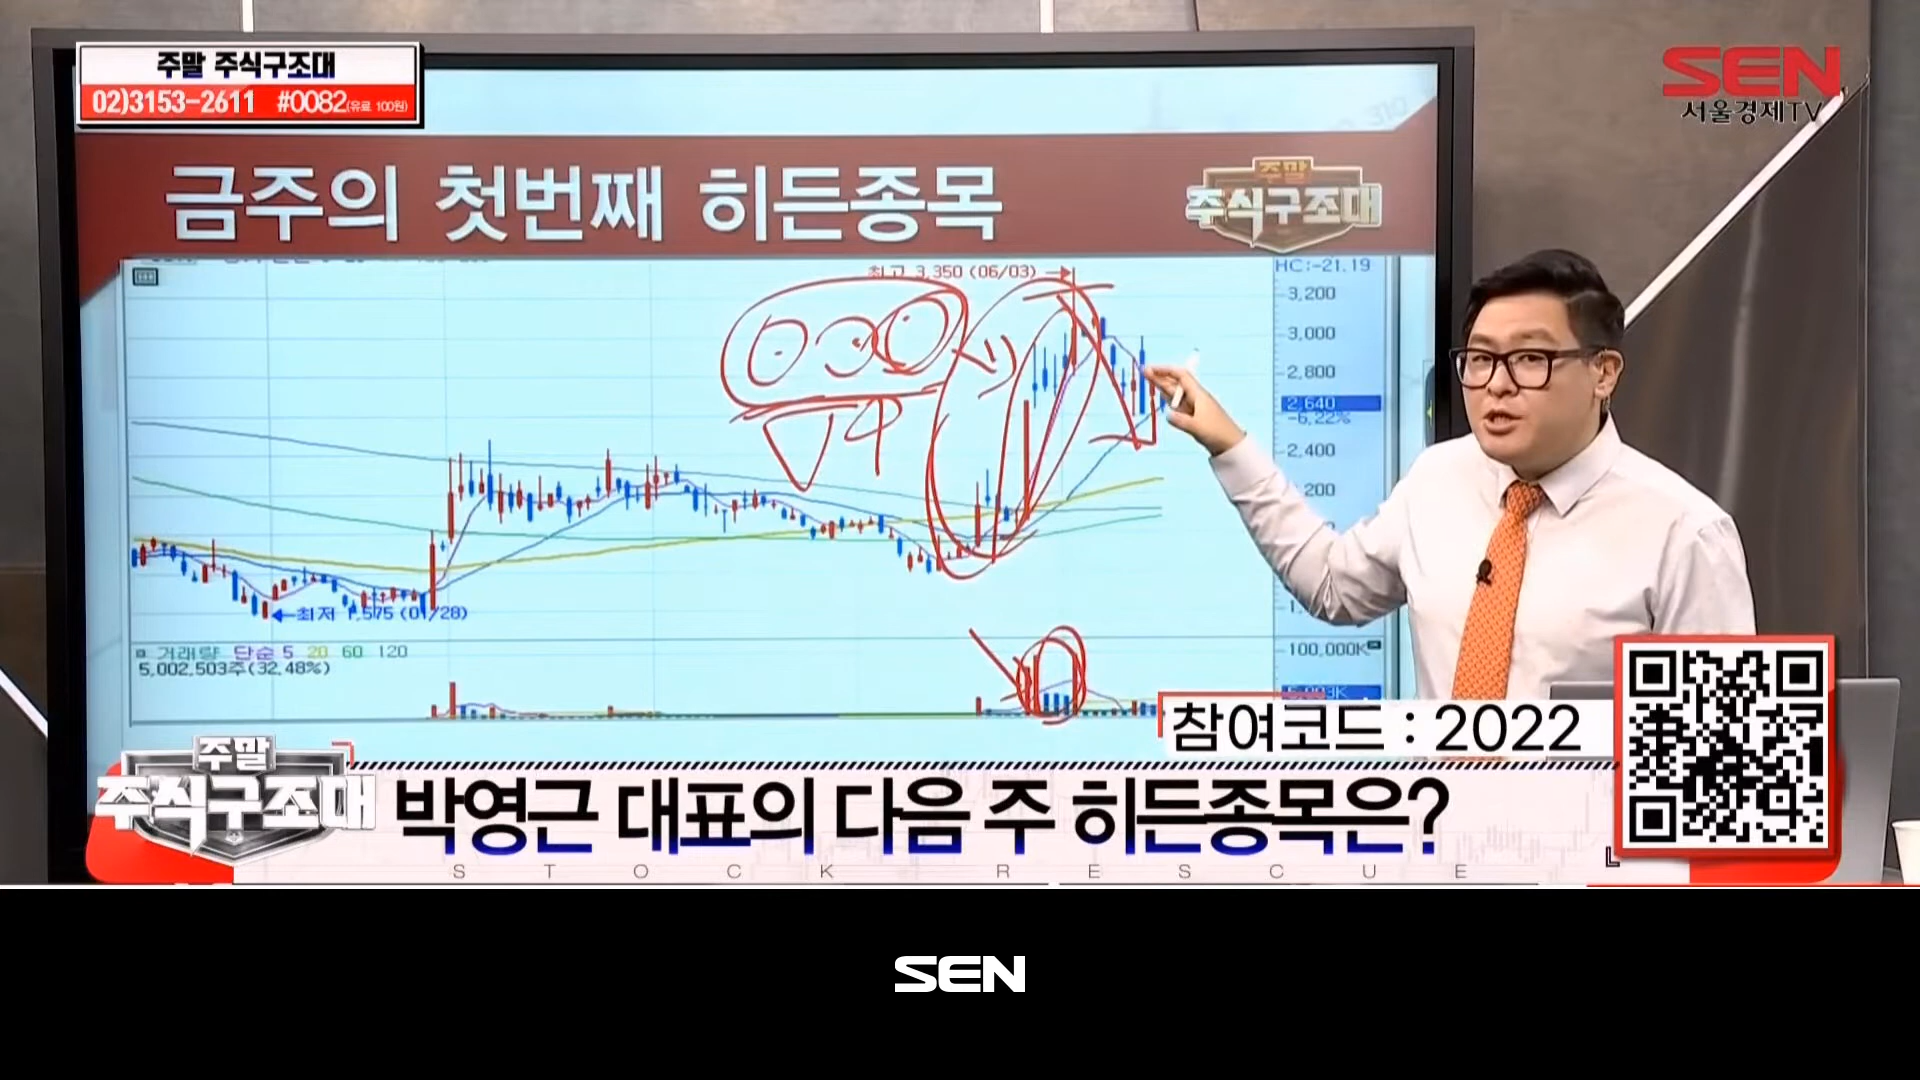 주말 주식구조대
02)3153-2611 #0082(유료 100원)
SEN
서울경제TV
금주의 첫번째 히든종목
주말
주식구조대
최고 3,350 (06/03)
HC:-21.19
3,200
3,000
2,800
2,640
-6.22%
2,400
200
최저 1,575 (01/28)
거래량 단순 5 20 60 120
5,002,503주(32.48%)
100,000K
참여코드 : 2022
주말
주식구조대
박영근 대표의 다음 주 히든종목은?
STOCK RESCUE
SEN